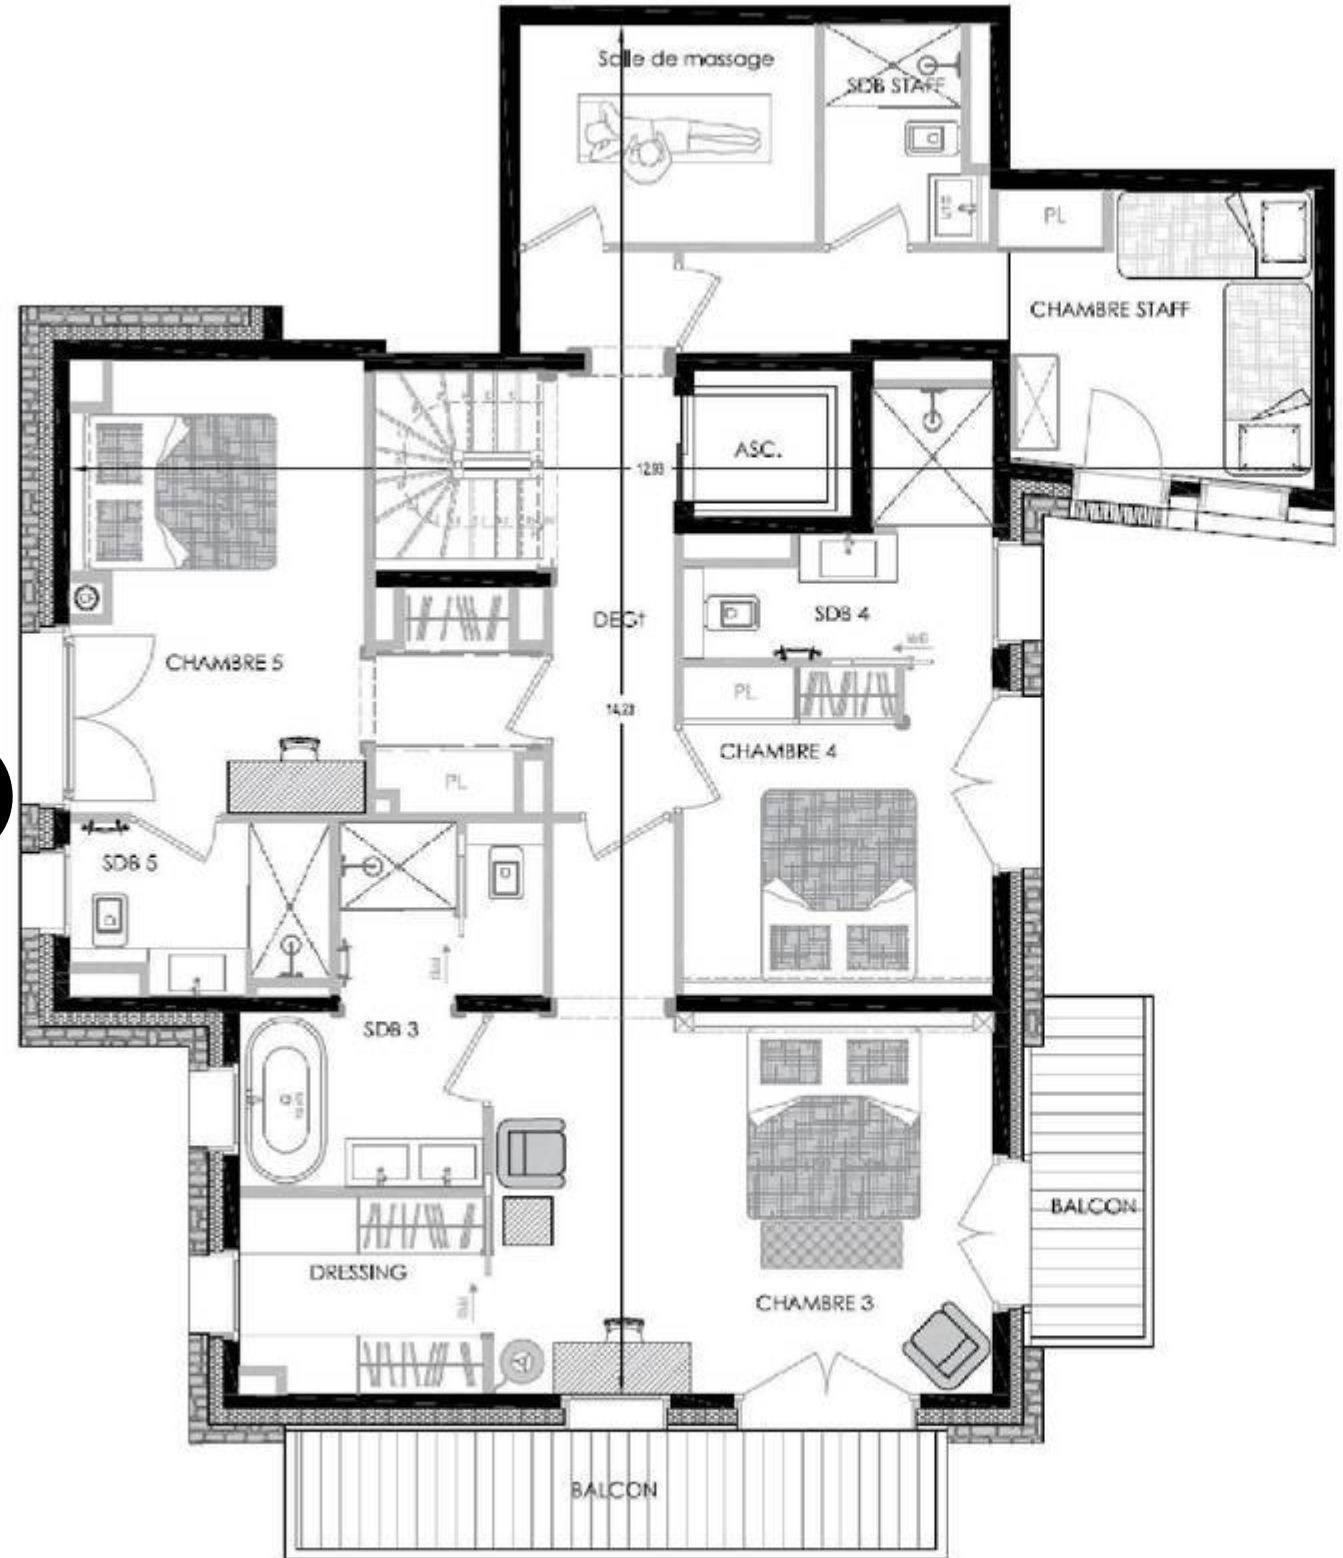 Salle de massage
SDB STAFF
PL
CHAMBRE STAFF
ASC.
12,93
DEGT
SDB 4
CHAMBRE 5
14,23
PL
CHAMBRE 4
PL
SDB 5
SDB 3
BALCON
DRESSING
CHAMBRE 3
BALCON